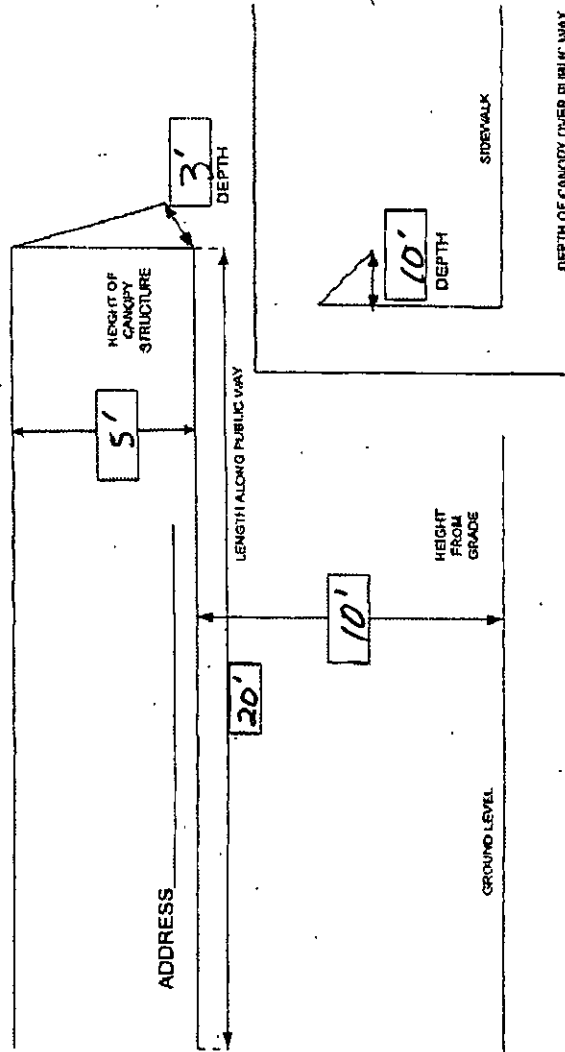 HEIGHT OF
CANOPY
STRUCTURE
5'
3'
DEPTH
ADDRESS
LENGTH ALONG PUBLIC WAY
20'
10'
HEIGHT
FROM
GRADE
GROUND LEVEL
10'
DEPTH
SIDEWALK
DEPTH OF CANOPY OVER PUBLIC WAY